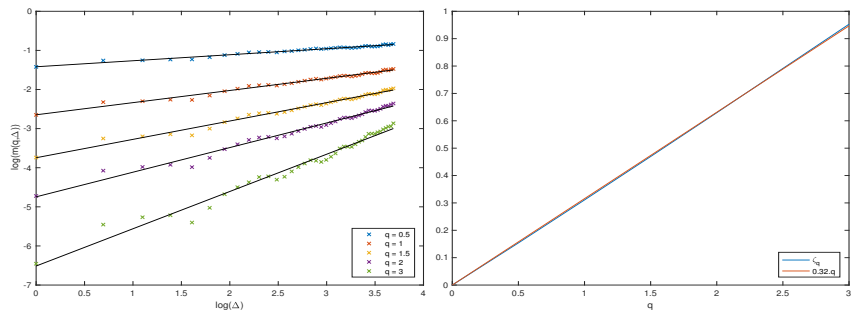 0
-1
-2
-3
-4
-5
-6
-7
log(m(q,Δ))
0 0.5 1 1.5 2 2.5 3 3.5 4
log(Δ)
q = 0.5
q = 1
q = 1.5
q = 2
q = 3
1
0.9
0.8
0.7
0.6
0.5
0.4
0.3
0.2
0.1
0
0 0.5 1 1.5 2 2.5 3
q
ζq
0.32.q